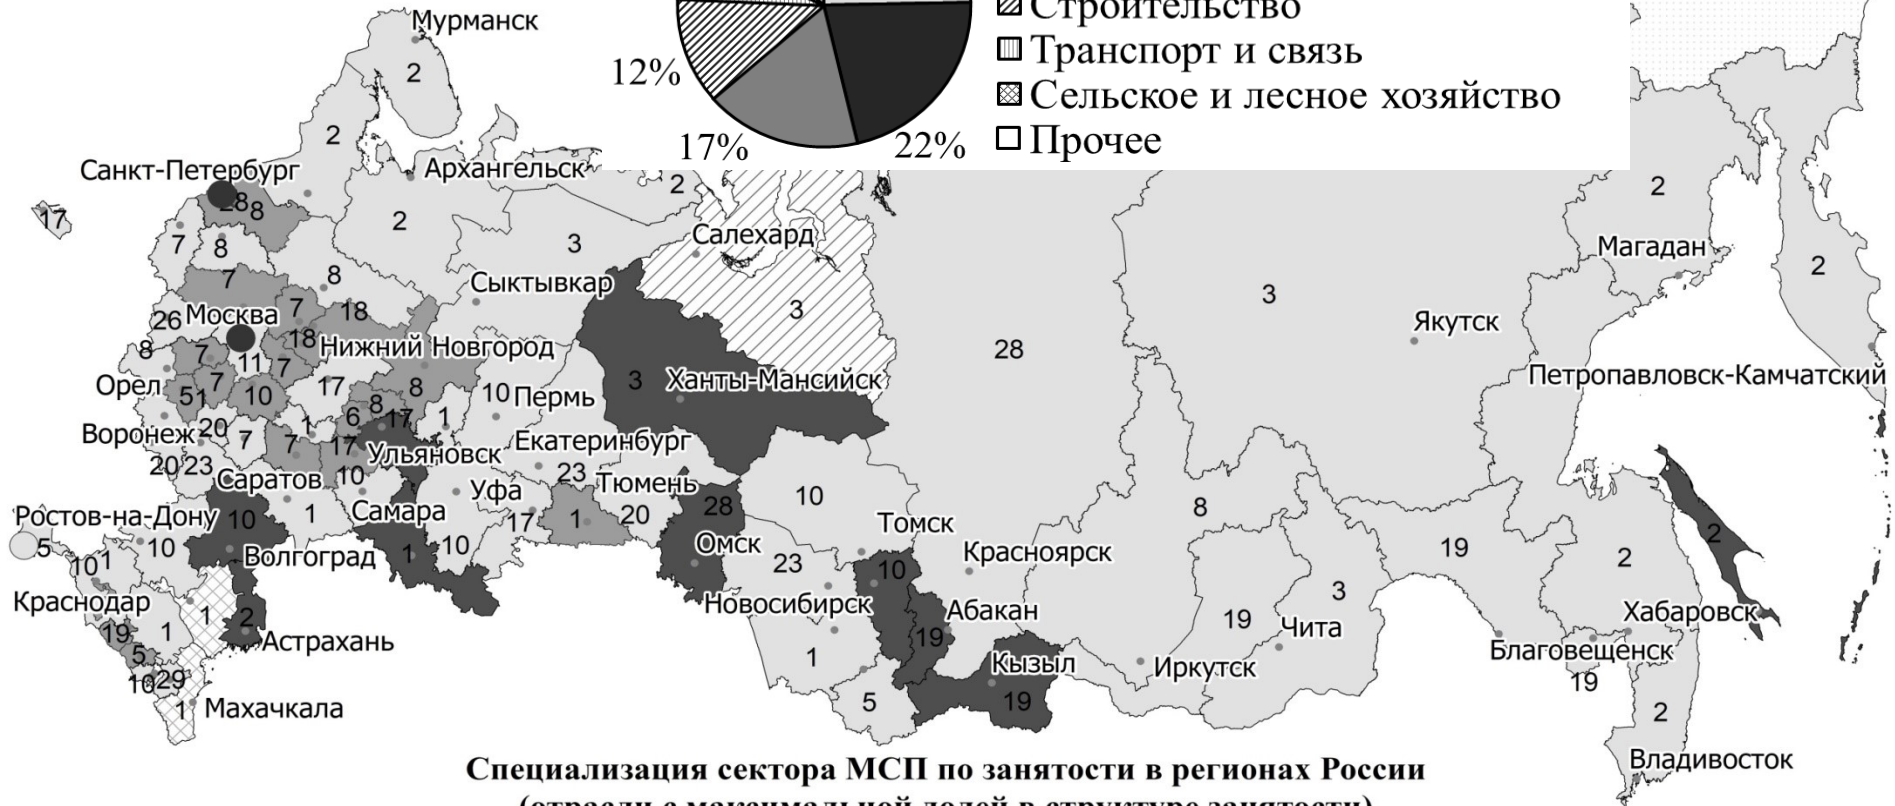 Строительство
Транспорт и связь
Сельское и лесное хозяйство
Прочее
12%
17%
22%
Мурманск
2
2
Санкт-Петербург
Архангельск
2
2
28
8
17
7
8
2
3
Салехард
Магадан
2
7
8
Сыктывкар
3
3
7
18
26
Москва
Якутск
18
Нижний Новгород
28
8
7
11
7
Петропавловск-Камчатский
Орел
51
7
10
17
8
10
Пермь
3
Ханты-Мансийск
6
8
17
1
Воронеж
20
7
1
7
17
Ульяновск
Екатеринбург
20
23
Саратов
10
Уфа
23
Тюмень
10
28
8
Ростов-на-Дону
10
1
Самара
17
1
20
Томск
2
5
10
Волгоград
1
10
Омск
23
Красноярск
19
2
10
1
10
3
Краснодар
1
2
Новосибирск
Абакан
Хабаровск
19
1
Астрахань
19
19
Чита
5
1
Кызыл
Иркутск
Благовещенск
10
29
5
19
19
1
Махачкала
2
Владивосток
Специализация сектора МСП по занятости в регионах России
(отрасли с максимальной долей в структуре занятости)